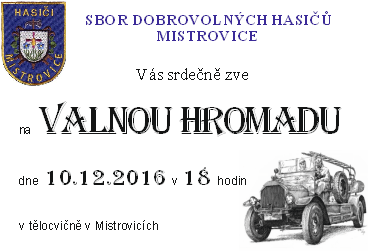 HASIČI
MISTROVICE
SBOR DOBROVOLNÝCH HASIČŮ
MISTROVICE
Vás srdečně zve
na VALNOU HROMADU
dne 10.12.2016 v 18 hodin
v tělocvičně v Mistrovicích